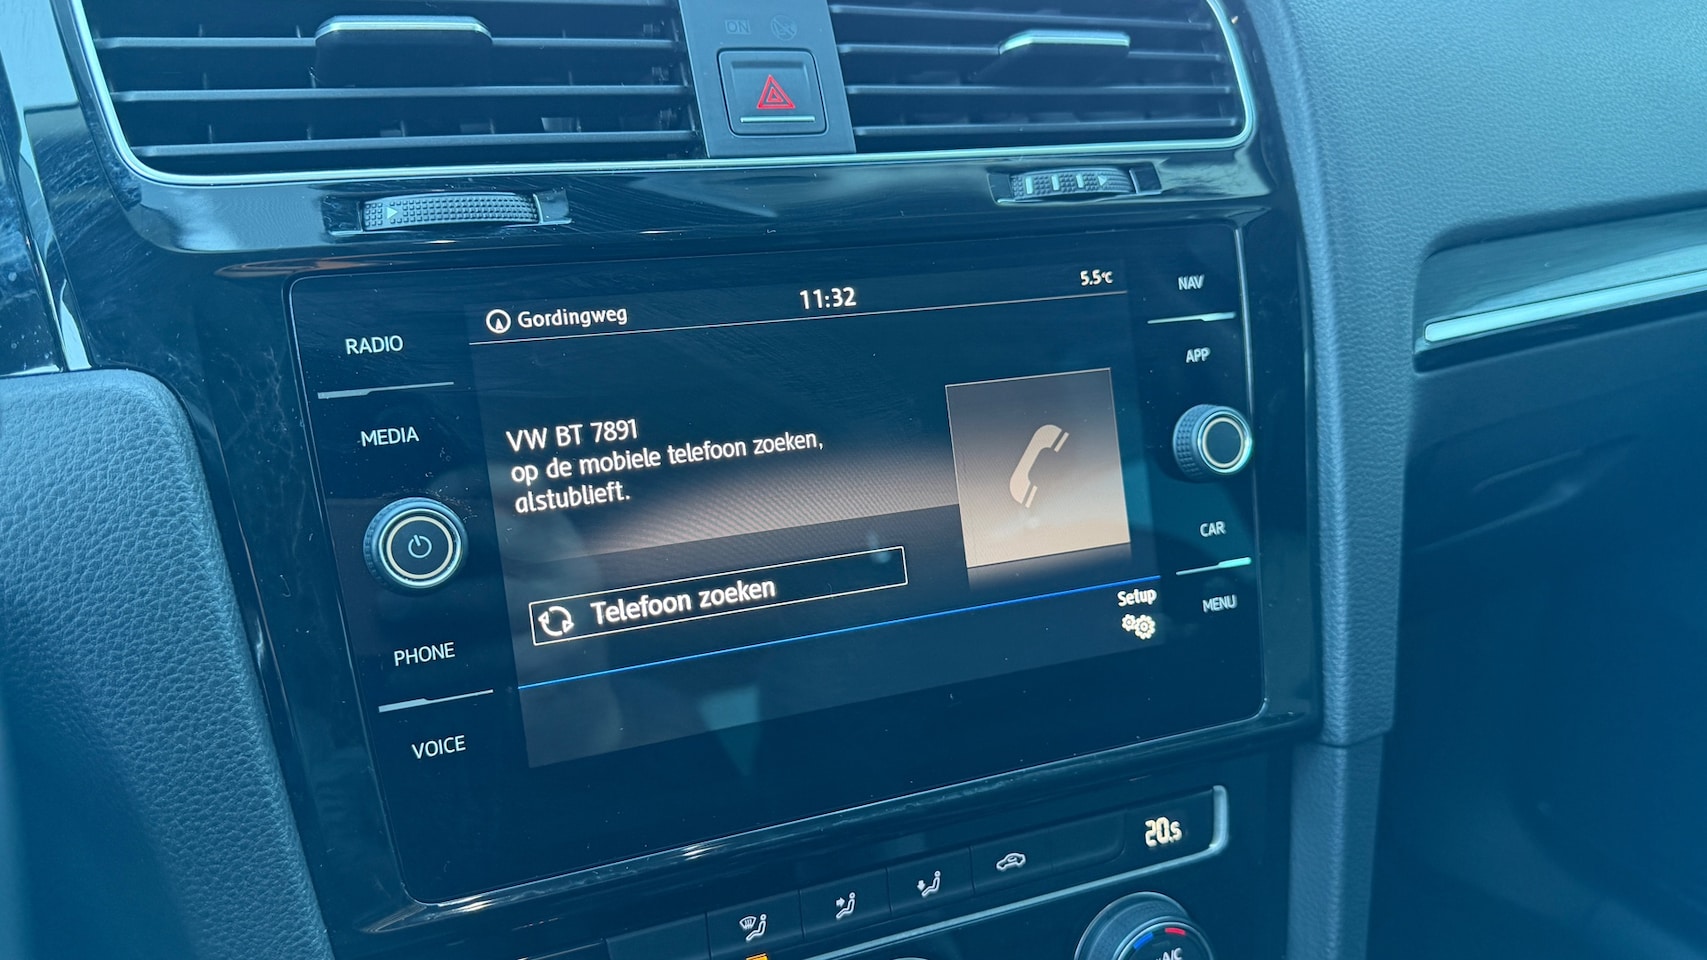 ON
RADIO
MEDIA
PHONE
VOICE
Gordingweg
11:32
5.5°C
VW BT 7891
op de mobiele telefoon zoeken,
alstublieft.
Telefoon zoeken
Setup
NAV
APP
CAR
MENU
20.5
A/C